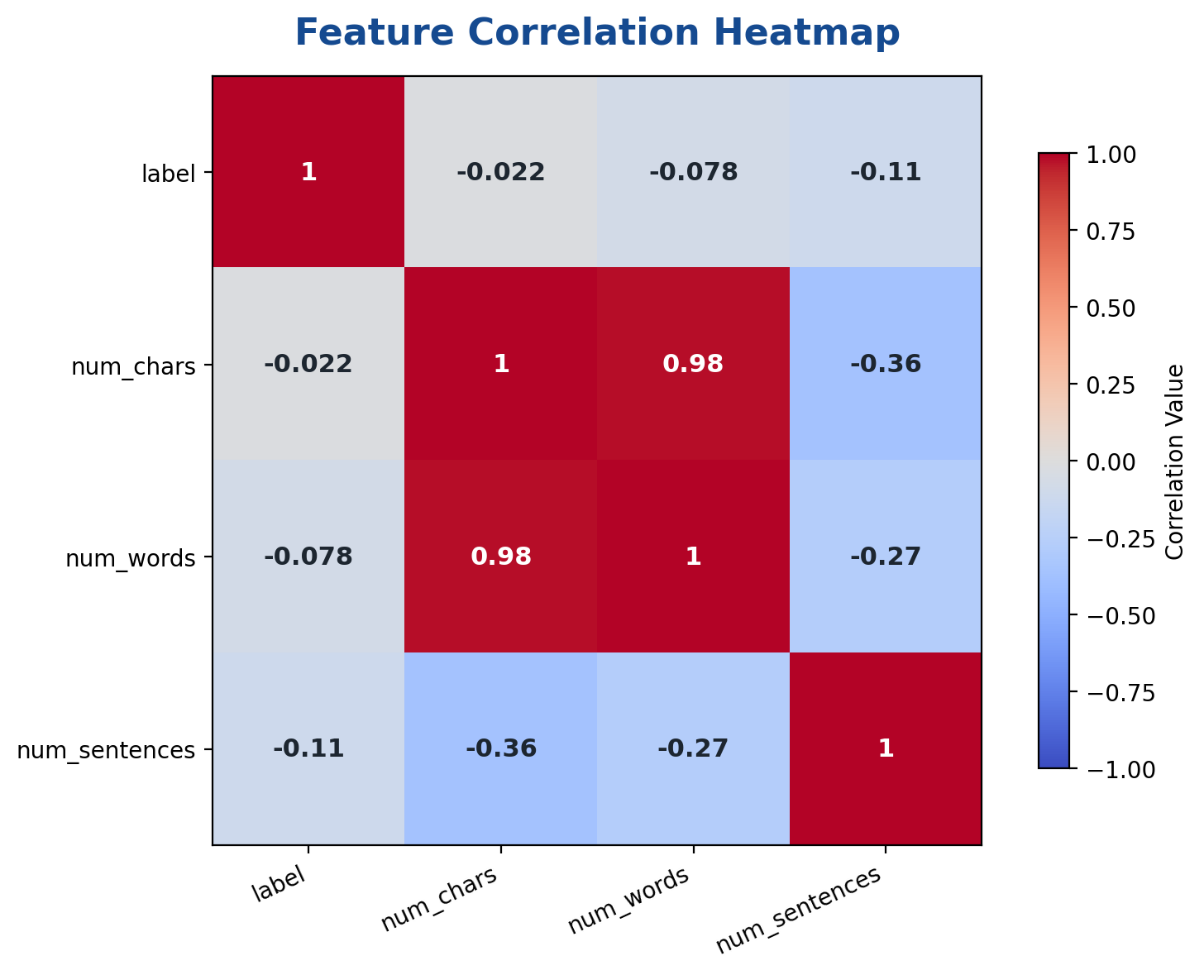 Feature Correlation Heatmap
label 1 -0.022 -0.078 -0.11
num_chars -0.022 1 0.98 -0.36
num_words -0.078 0.98 1 -0.27
num_sentences -0.11 -0.36 -0.27 1
label num_chars num_words num_sentences
1.00
0.75
0.50
0.25
0.00
−0.25
−0.50
−0.75
−1.00
Correlation Value